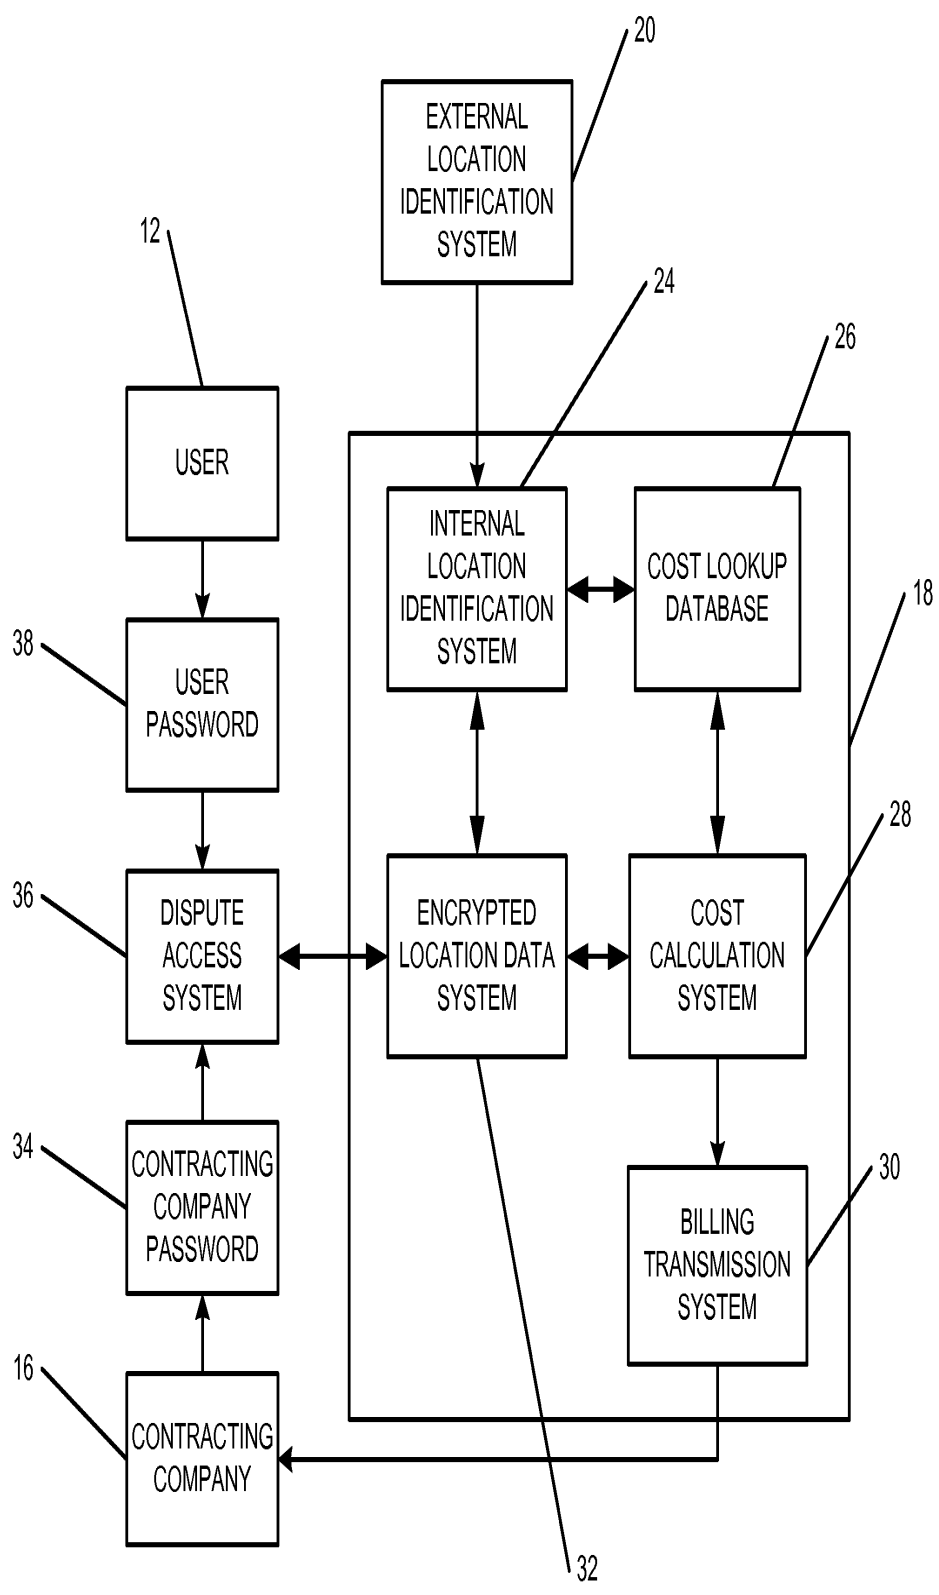 20
EXTERNAL
LOCATION
IDENTIFICATION
SYSTEM
12
24
26
USER
INTERNAL
LOCATION
IDENTIFICATION
SYSTEM
COST LOOKUP
DATABASE
18
38
USER
PASSWORD
28
36
DISPUTE
ACCESS
SYSTEM
ENCRYPTED
LOCATION DATA
SYSTEM
COST
CALCULATION
SYSTEM
34
CONTRACTING
COMPANY
PASSWORD
30
BILLING
TRANSMISSION
SYSTEM
16
CONTRACTING
COMPANY
32